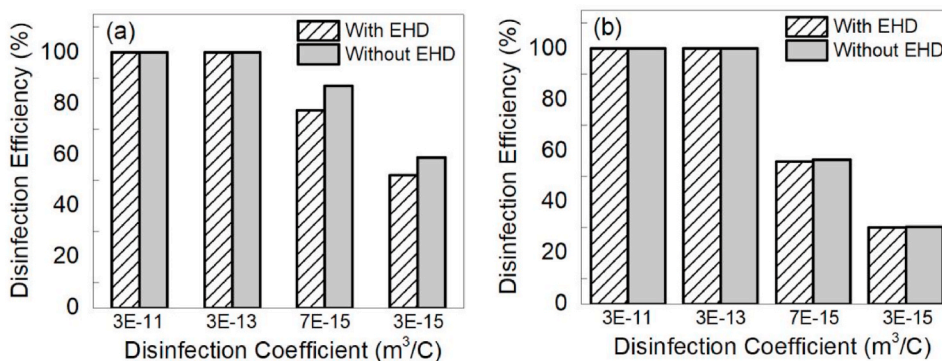 (a)
With EHD
Without EHD
Disinfection Efficiency (%)
100
80
60
40
20
0
3E-11 3E-13 7E-15 3E-15
Disinfection Coefficient (m³/C)
(b)
With EHD
Without EHD
Disinfection Efficiency (%)
100
80
60
40
20
0
3E-11 3E-13 7E-15 3E-15
Disinfection Coefficient (m³/C)